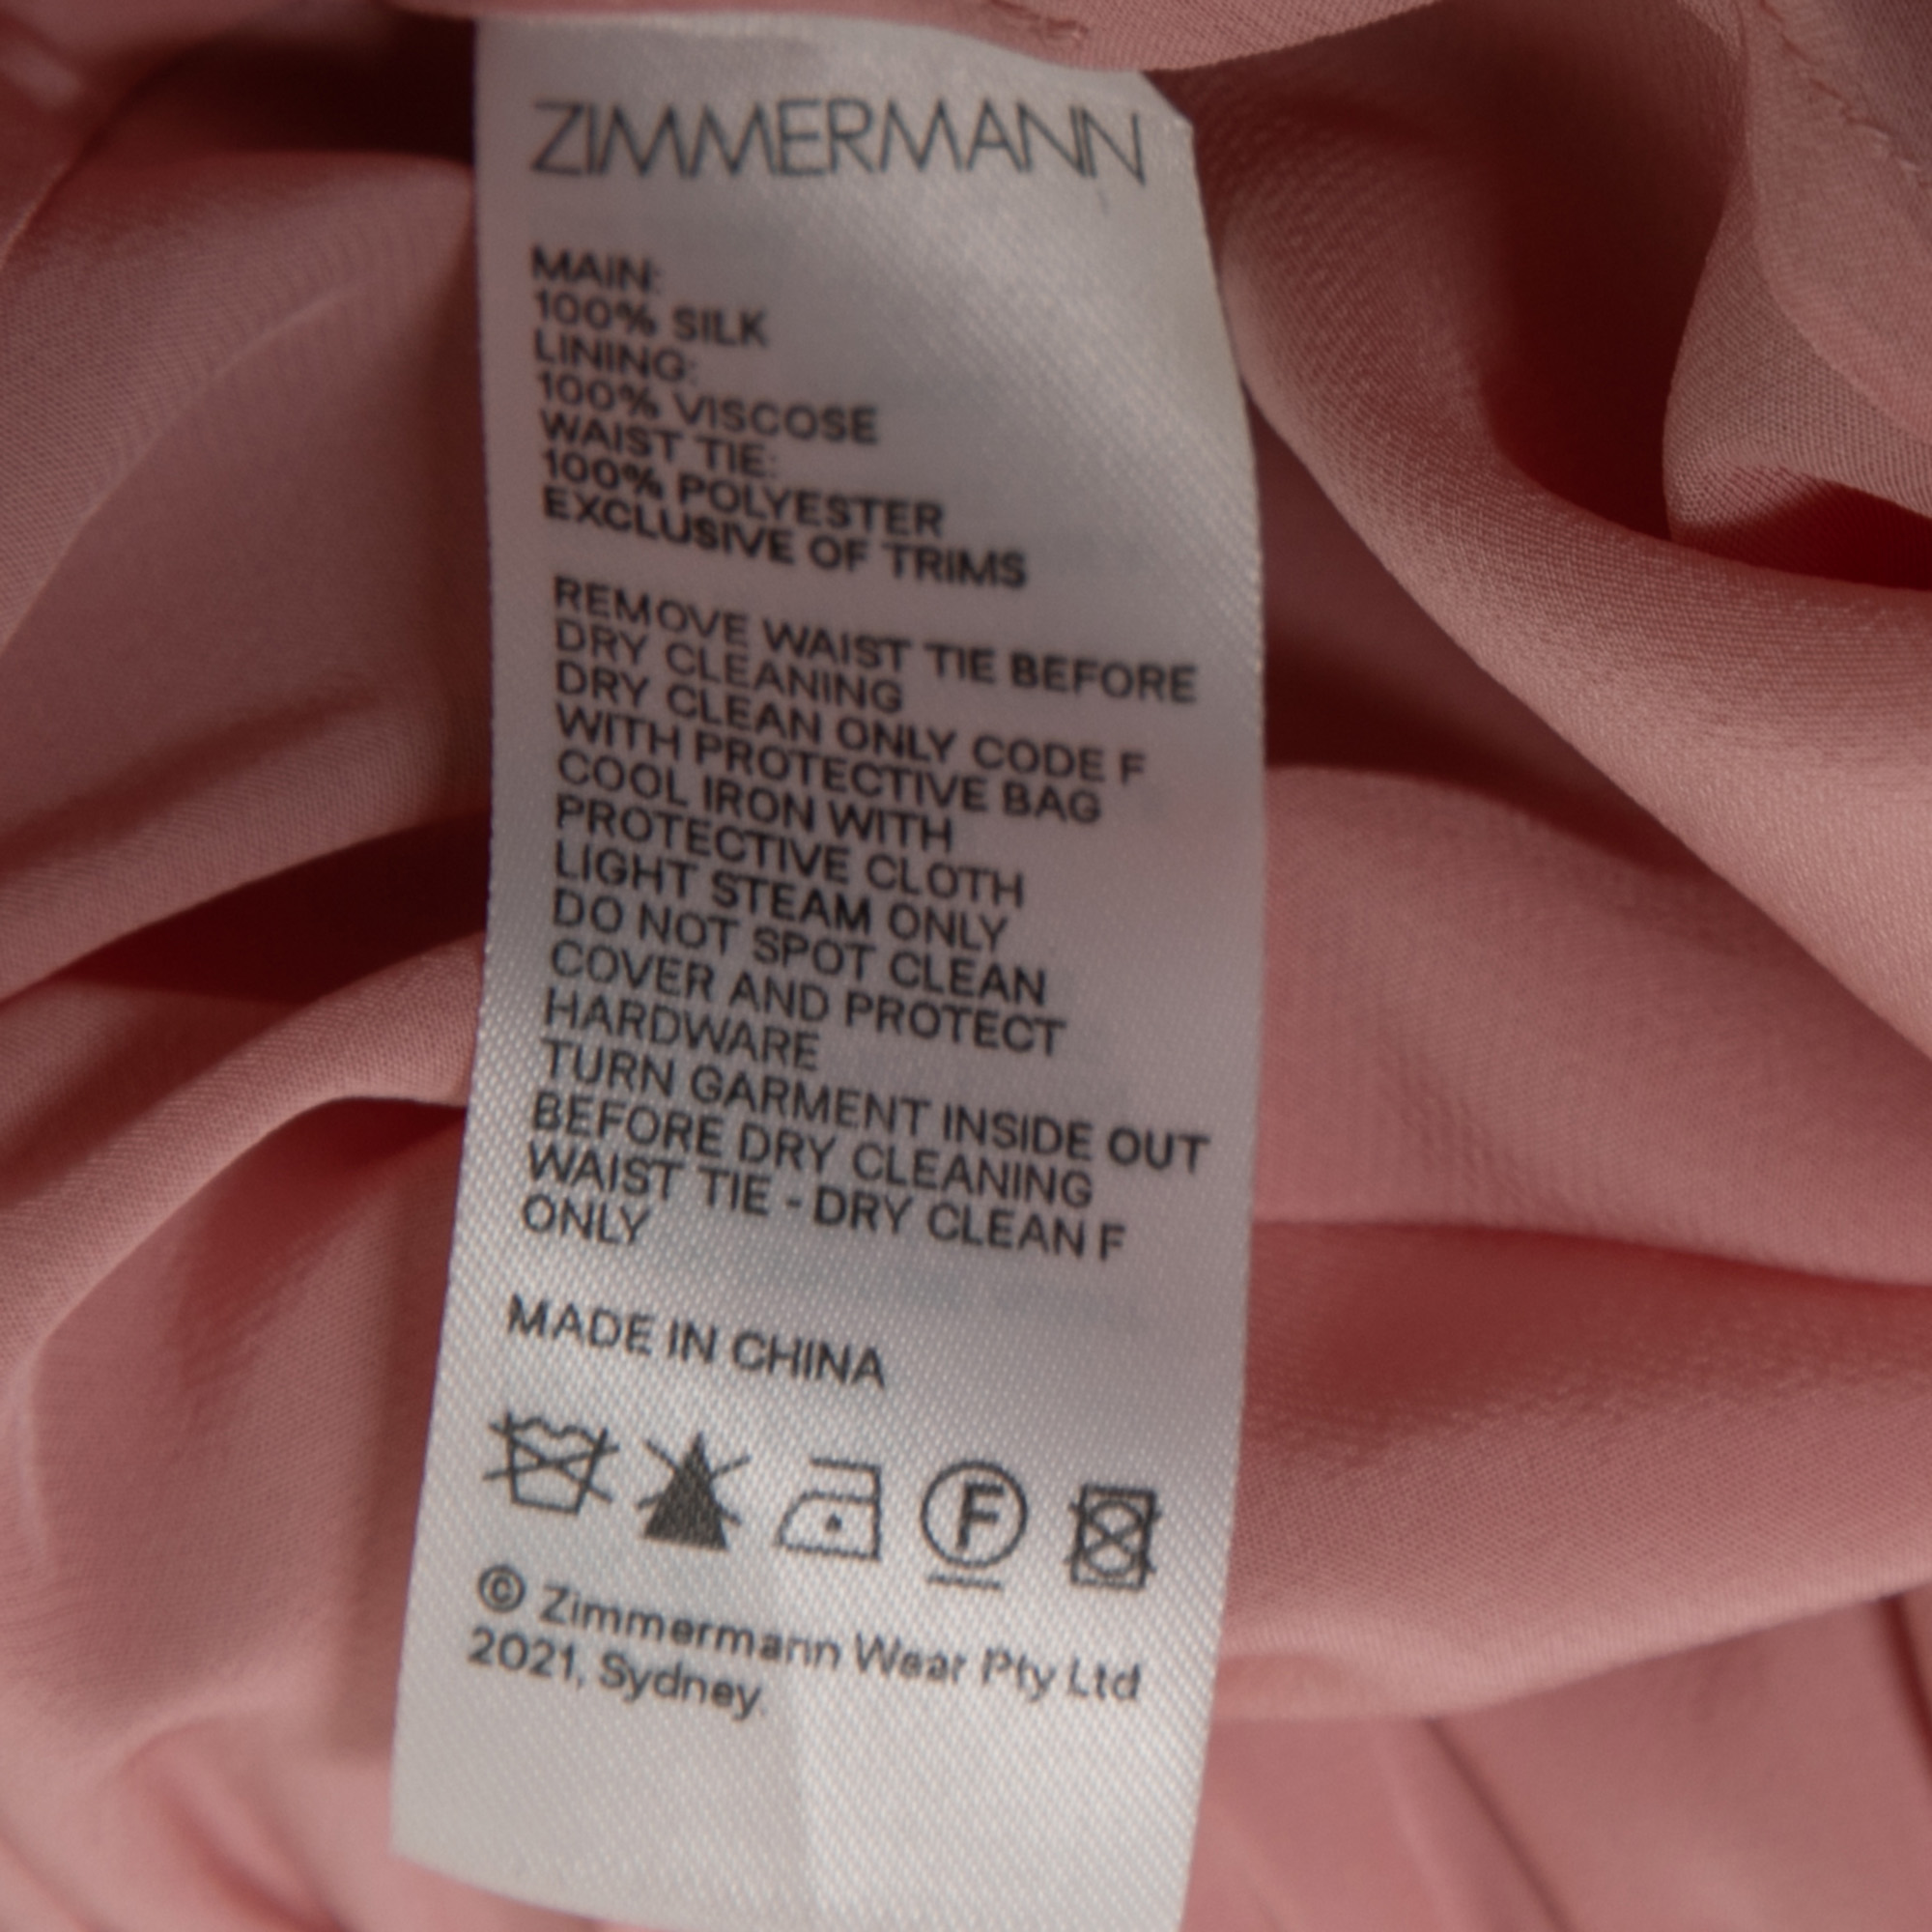 ZIMMERMANN
MAIN:
100% SILK
LINING:
100% VISCOSE
WAIST TIE:
100% POLYESTER
EXCLUSIVE OF TRIMS
REMOVE WAIST TIE BEFORE
DRY CLEANING
DRY CLEAN ONLY CODE F
WITH PROTECTIVE BAG
COOL IRON WITH
PROTECTIVE CLOTH
LIGHT STEAM ONLY
DO NOT SPOT CLEAN
COVER AND PROTECT
HARDWARE
TURN GARMENT INSIDE OUT
BEFORE DRY CLEANING
WAIST TIE - DRY CLEAN F
ONLY
MADE IN CHINA
F
© Zimmermann Wear Pty Ltd
2021, Sydney.